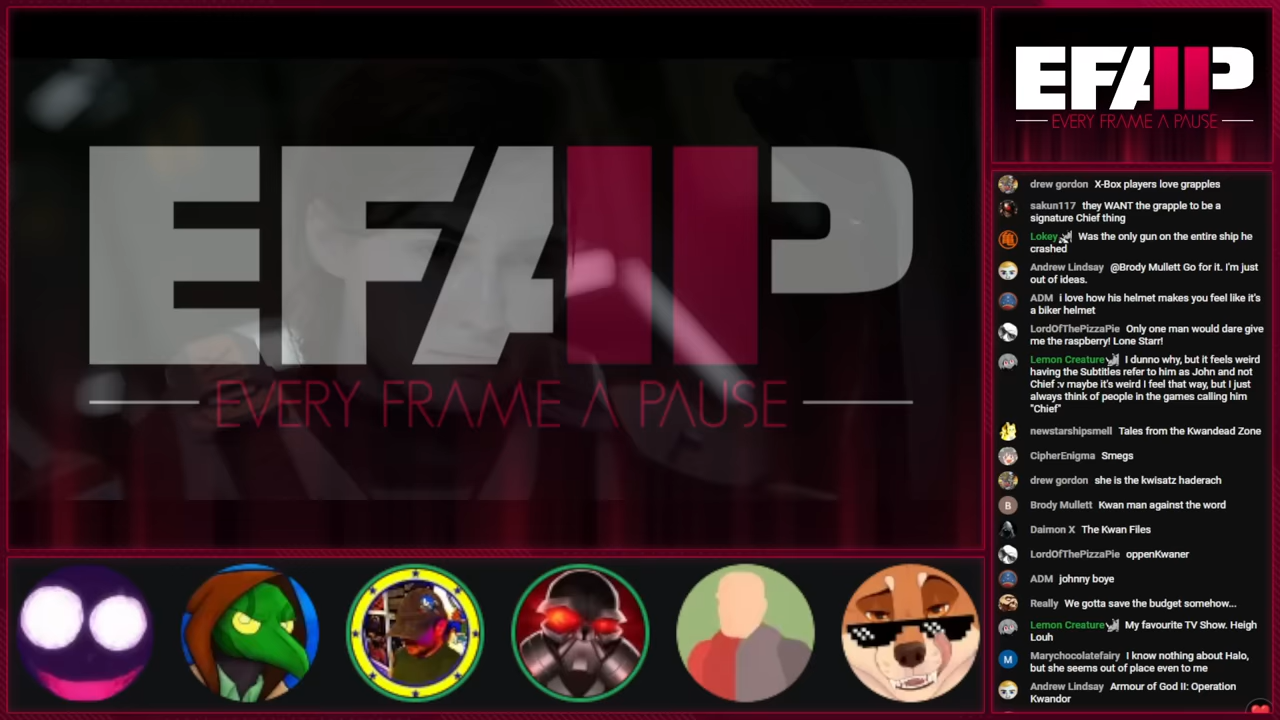 EFAP
EVERY FRAME A PAUSE
EFAP
EVERY FRAME A PAUSE
drew gordon X-Box players love grapples
sakun117 they WANT the grapple to be a
signature Chief thing
Lokey Was the only gun on the entire ship he
crashed
Andrew Lindsay @Brody Mullett Go for it. I'm just
out of ideas.
ADM i love how his helmet makes you feel like it's
a biker helmet
LordOfThePizzaPie Only one man would dare give
me the raspberry! Lone Starr!
Lemon Creature I dunno why, but it feels weird
having the Subtitles refer to him as John and not
Chief :v maybe it's weird I feel that way, but I just
always think of people in the games calling him
"Chief"
newstarshipsmell Tales from the Kwandead Zone
CipherEnigma Smegs
drew gordon she is the kwisatz haderach
B
Brody Mullett Kwan man against the word
Daimon X The Kwan Files
LordOfThePizzaPie oppenKwaner
ADM johnny boye
Really We gotta save the budget somehow...
Lemon Creature My favourite TV Show. Heigh
Louh
M
Marychocolatefairy I know nothing about Halo,
but she seems out of place even to me
Andrew Lindsay Armour of God II: Operation
Kwandor